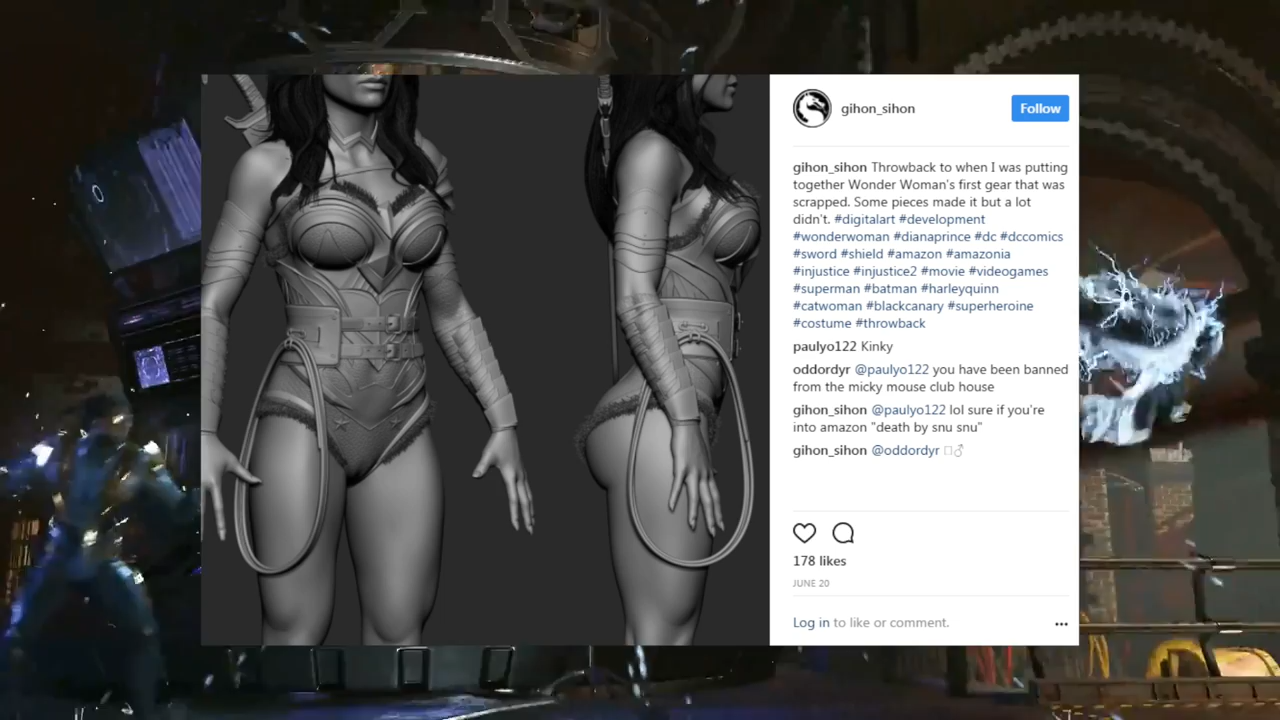 gihon_sihon
Follow
gihon_sihon Throwback to when I was putting
together Wonder Woman's first gear that was
scrapped. Some pieces made it but a lot
didn't. #digitalart #development
#wonderwoman #dianaprince #dc #dccomics
#sword #shield #amazon #amazonia
#injustice #injustice2 #movie #videogames
#superman #batman #harleyquinn
#catwoman #blackcanary #superheroine
#costume #throwback
paulyo122 Kinky
oddordyr @paulyo122 you have been banned
from the micky mouse club house
gihon_sihon @paulyo122 lol sure if you're
into amazon "death by snu snu"
gihon_sihon @oddordyr □♂
178 likes
JUNE 20
Log in to like or comment.